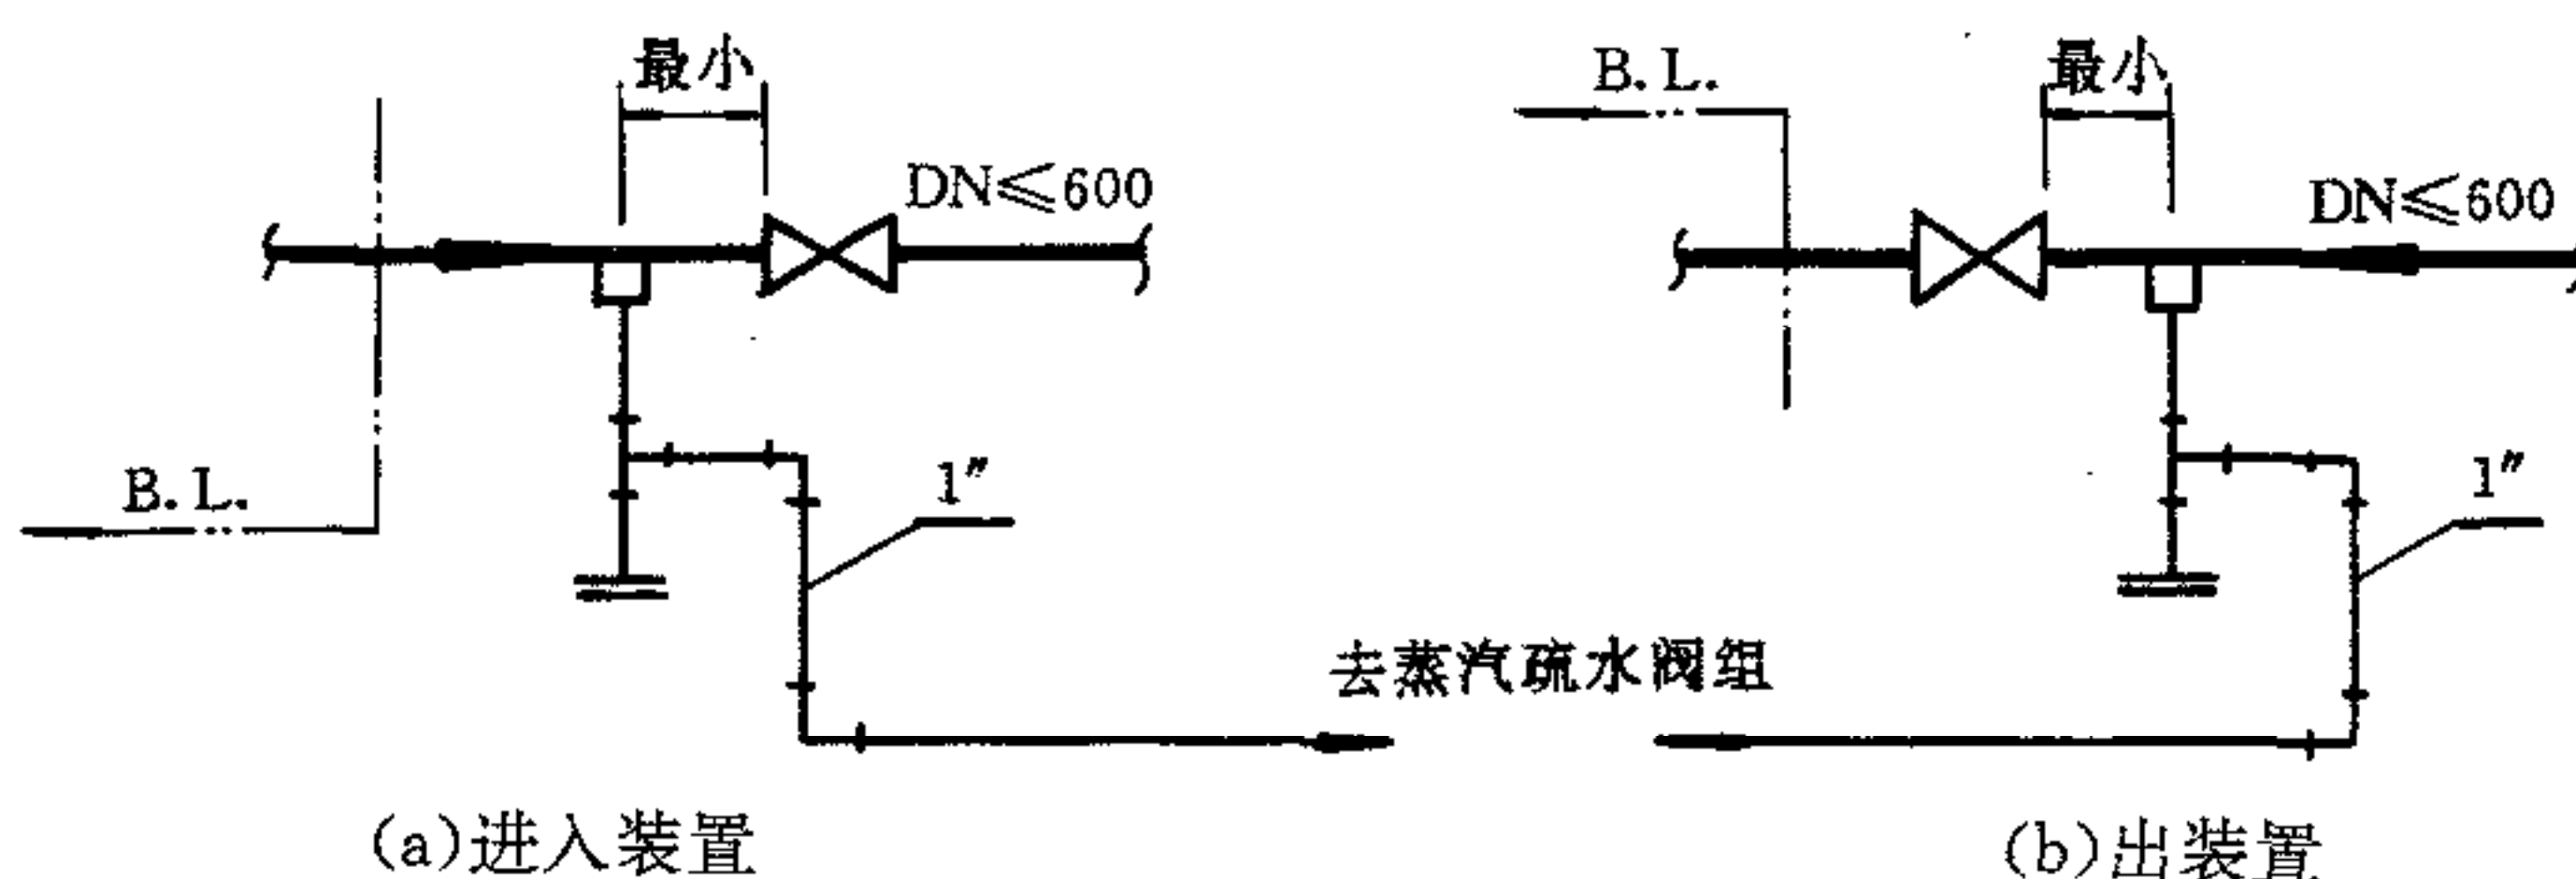 最小
DN≤600
B.L.
1″
(a)进入装置
去蒸汽疏水阀组
B.L.
最小
DN≤600
1″
(b)出装置